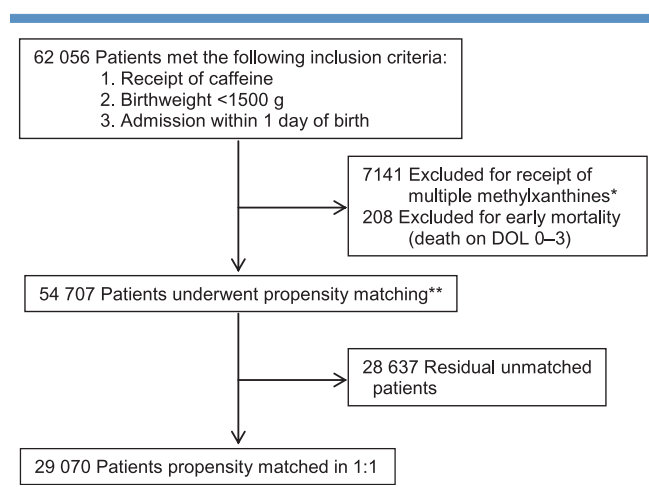 62 056 Patients met the following inclusion criteria:
1. Receipt of caffeine
2. Birthweight <1500 g
3. Admission within 1 day of birth
7141 Excluded for receipt of
multiple methylxanthines*
208 Excluded for early mortality
(death on DOL 0–3)
54 707 Patients underwent propensity matching**
28 637 Residual unmatched
patients
29 070 Patients propensity matched in 1:1